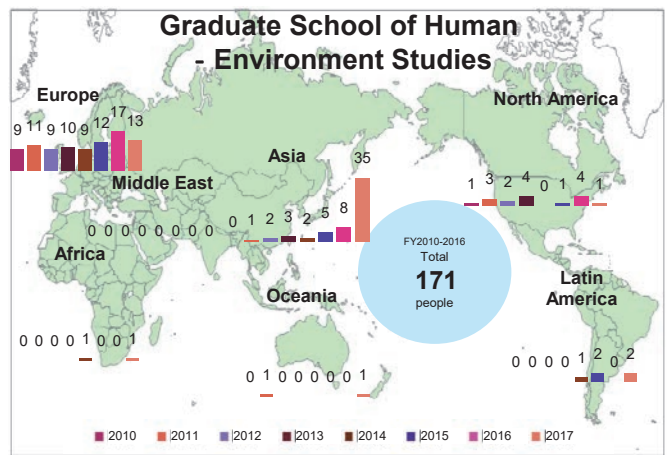 Graduate School of Human
- Environment Studies
Europe
9 11 9 10 9 12 17 13
North America
1 3 2 4 0 1 4 1
Asia
0 1 2 3 2 5 8 35
Middle East
0 0 0 0 0 0 0 0
Africa
0 0 0 0 1 0 0 1
FY2010-2016
Total
171
people
Oceania
0 1 0 0 0 0 0 1
Latin
America
0 0 0 0 1 2 0 2
2010 2011 2012 2013 2014 2015 2016 2017